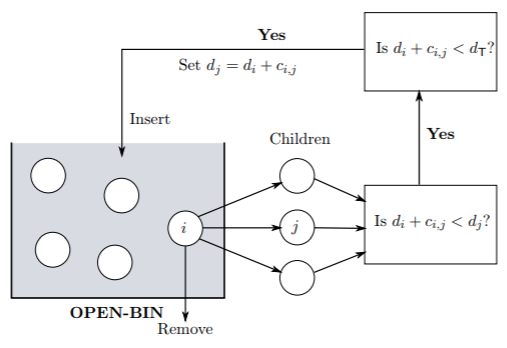 Yes
Is d_i + c_{i,j} < d_T?
Set d_j = d_i + c_{i,j}
Insert
Children
Yes
i
j
Is d_i + c_{i,j} < d_j?
OPEN-BIN
Remove